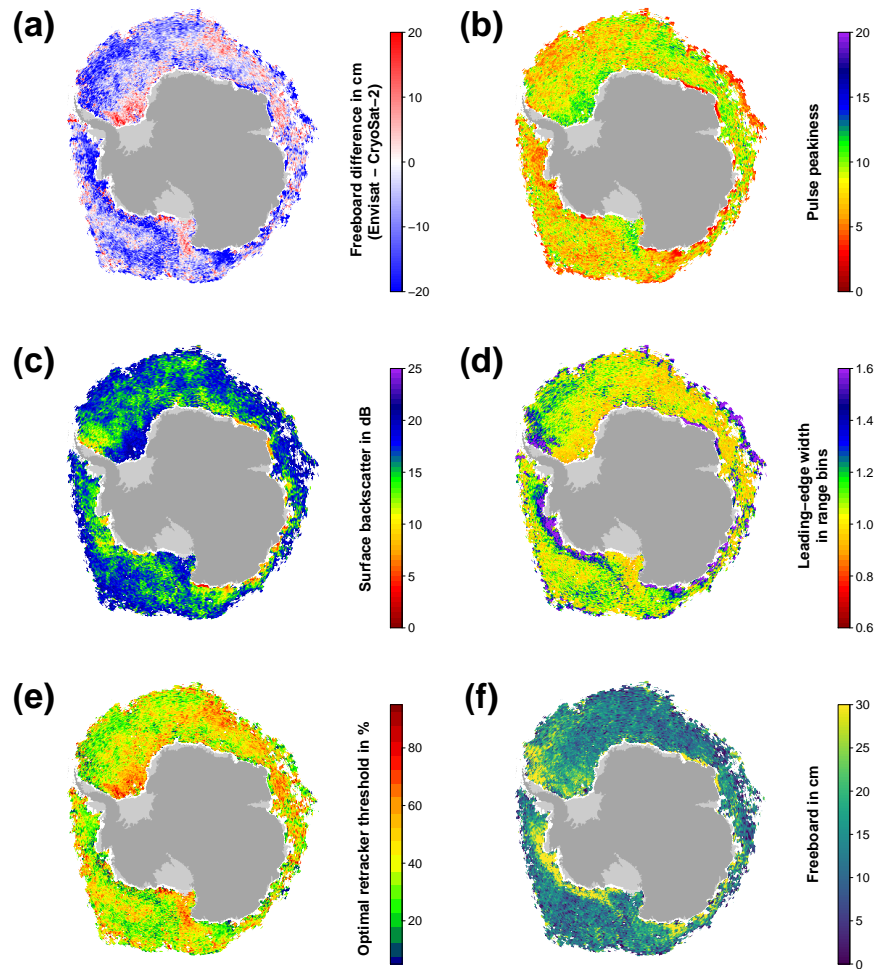 (a)
20
10
0
−10
−20
Freeboard difference in cm
(Envisat − CryoSat−2)
(b)
20
15
10
5
0
Pulse peakiness
(c)
25
20
15
10
5
0
Surface backscatter in dB
(d)
1.6
1.4
1.2
1.0
0.8
0.6
Leading−edge width
in range bins
(e)
80
60
40
20
Optimal retracker threshold in %
(f)
30
25
20
15
10
5
0
Freeboard in cm